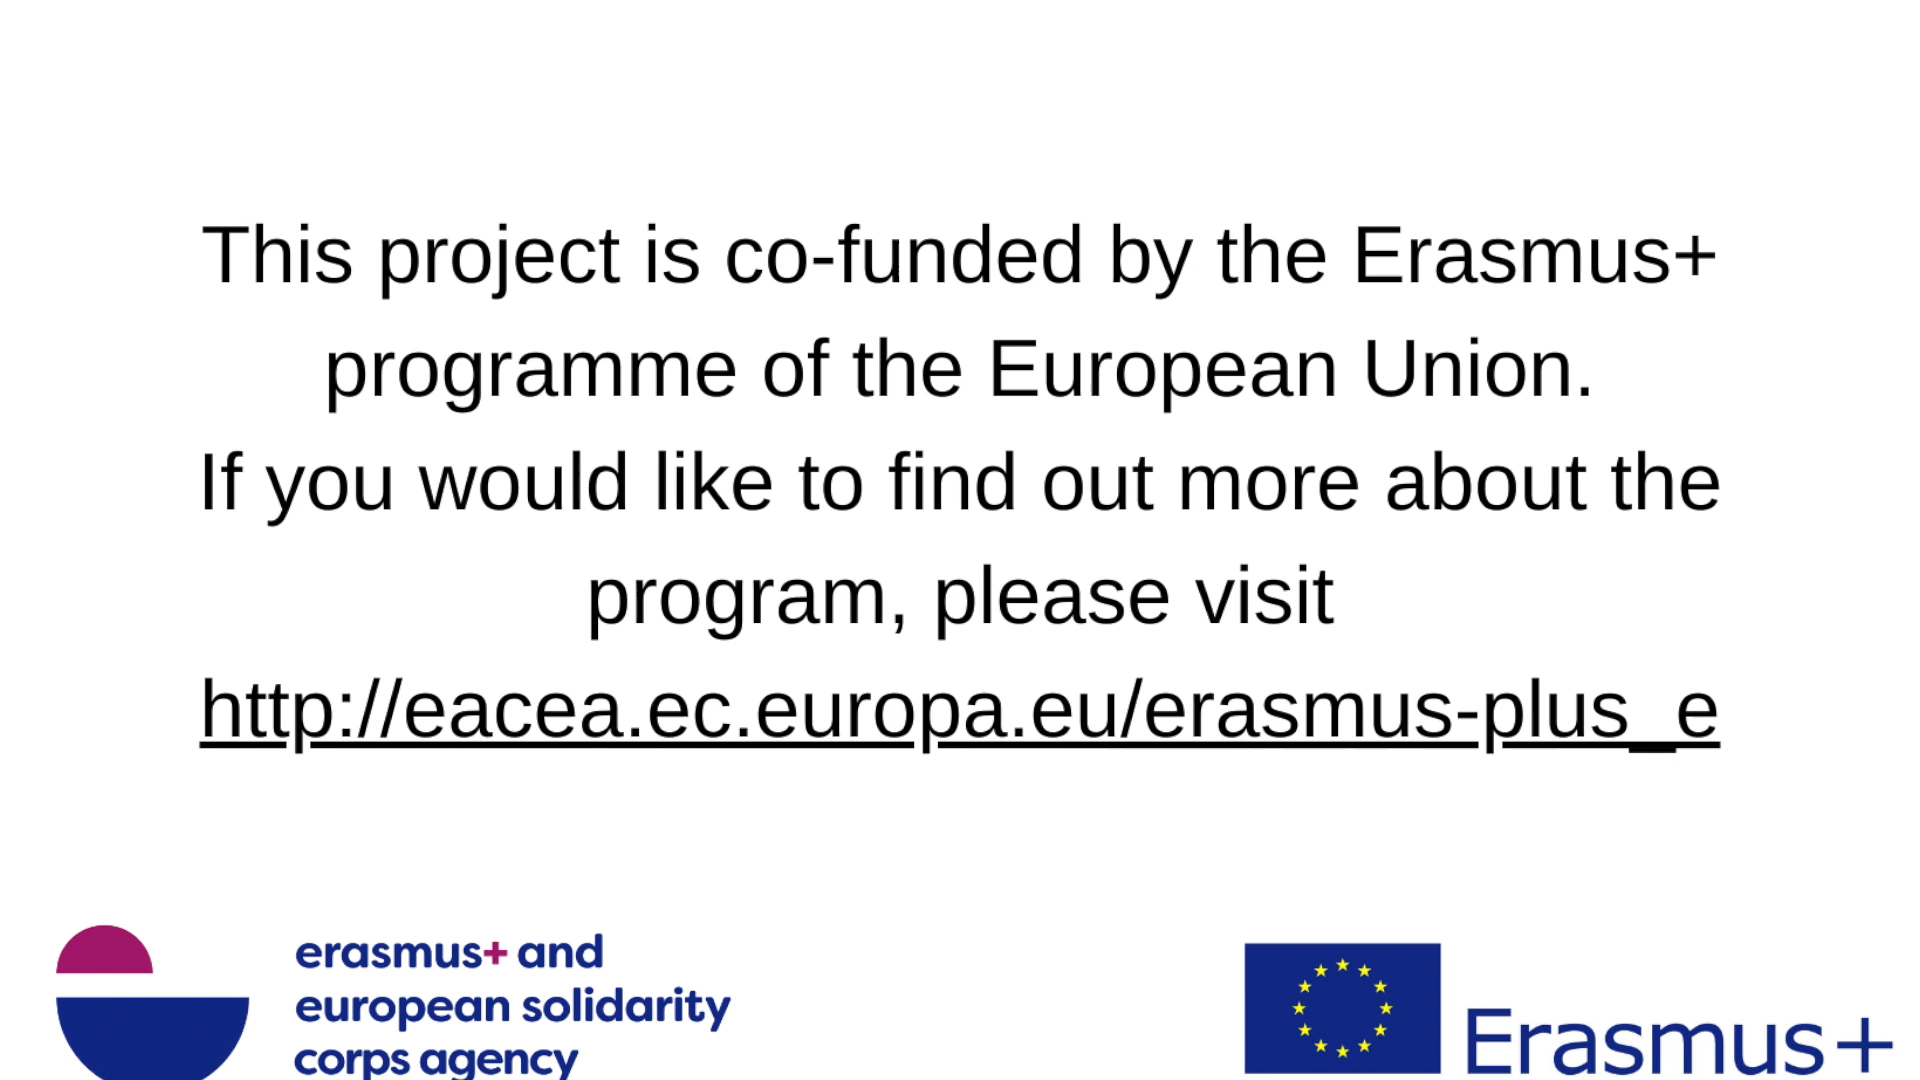 This project is co-funded by the Erasmus+
programme of the European Union.
If you would like to find out more about the
program, please visit
http://eacea.ec.europa.eu/erasmus-plus_e
erasmus+ and
european solidarity
corps agency
Erasmus+